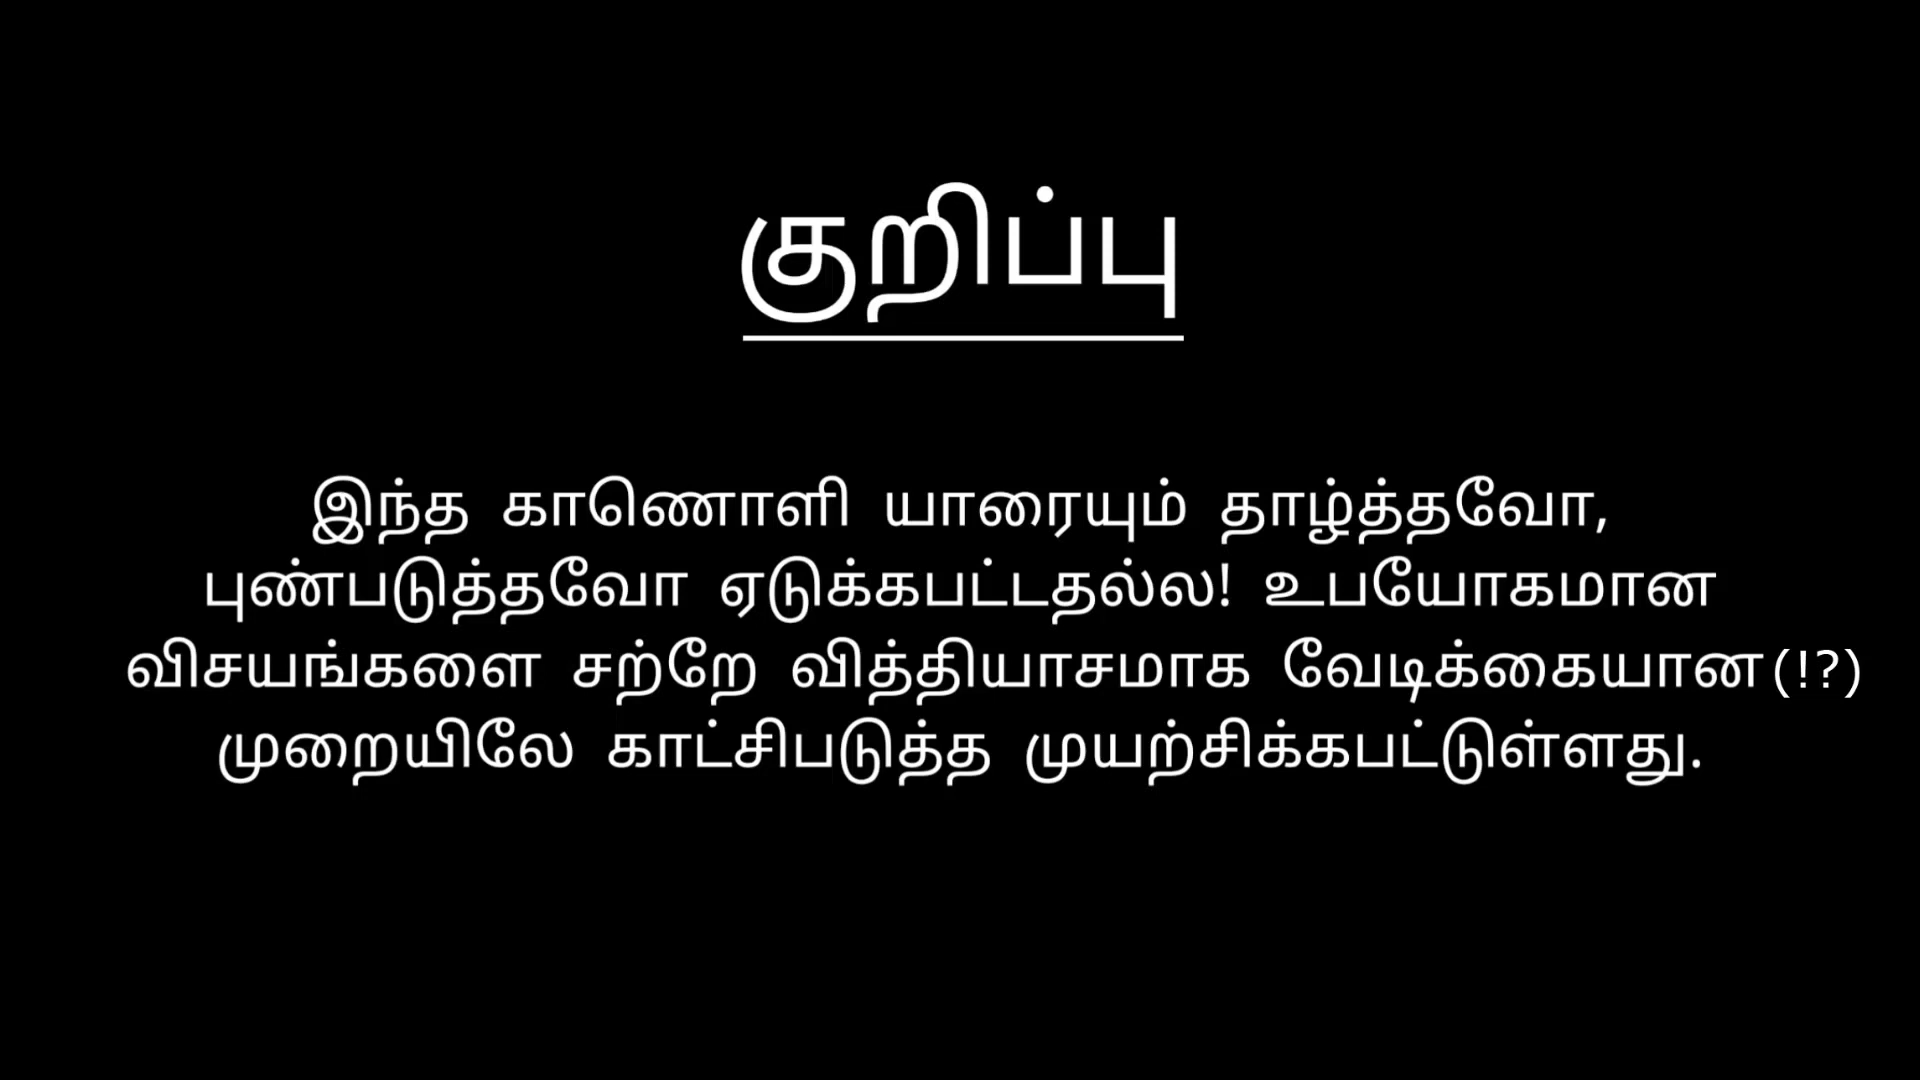 குறிப்பு
இந்த காணொளி யாரையும் தாழ்த்தவோ,
புண்படுத்தவோ ஏடுக்கபட்டதல்ல! உபயோகமான
விசயங்களை சற்றே வித்தியாசமாக வேடிக்கையான(!?)
முறையிலே காட்சிபடுத்த முயற்சிக்கபட்டுள்ளது.